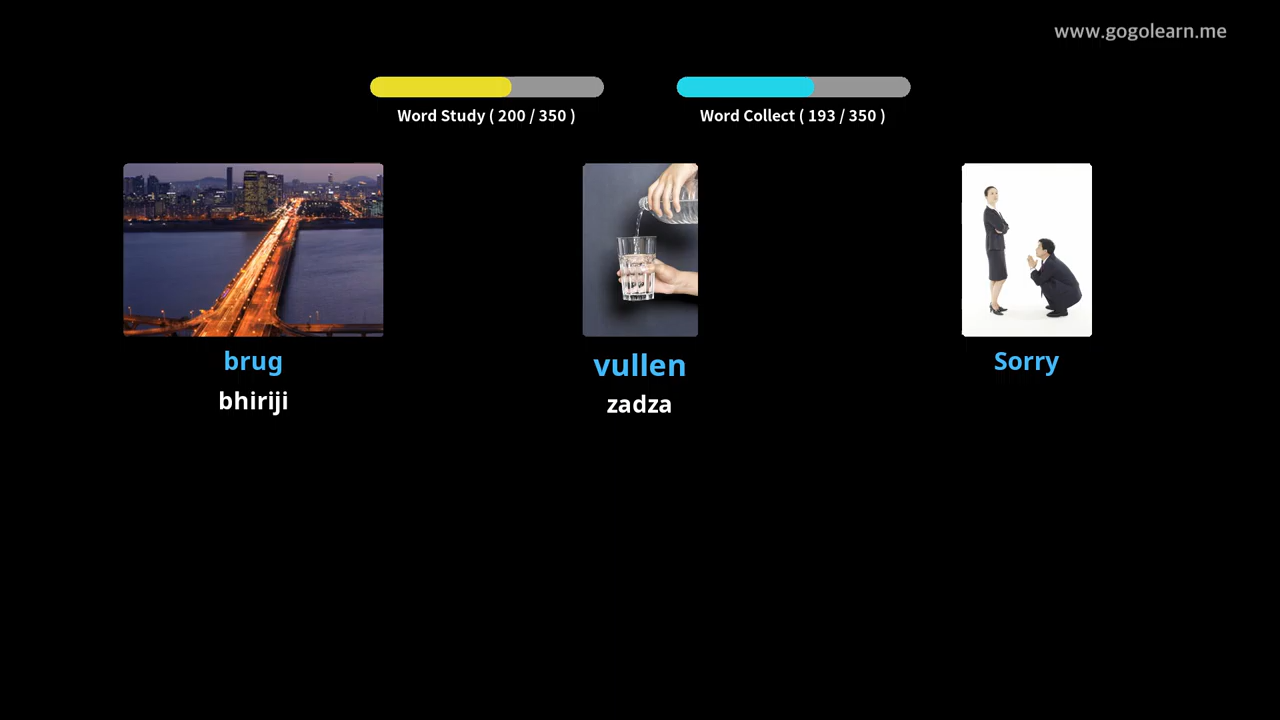 www.gogolearn.me
Word Study ( 200 / 350 )
Word Collect ( 193 / 350 )
brug
bhiriji
vullen
zadza
Sorry